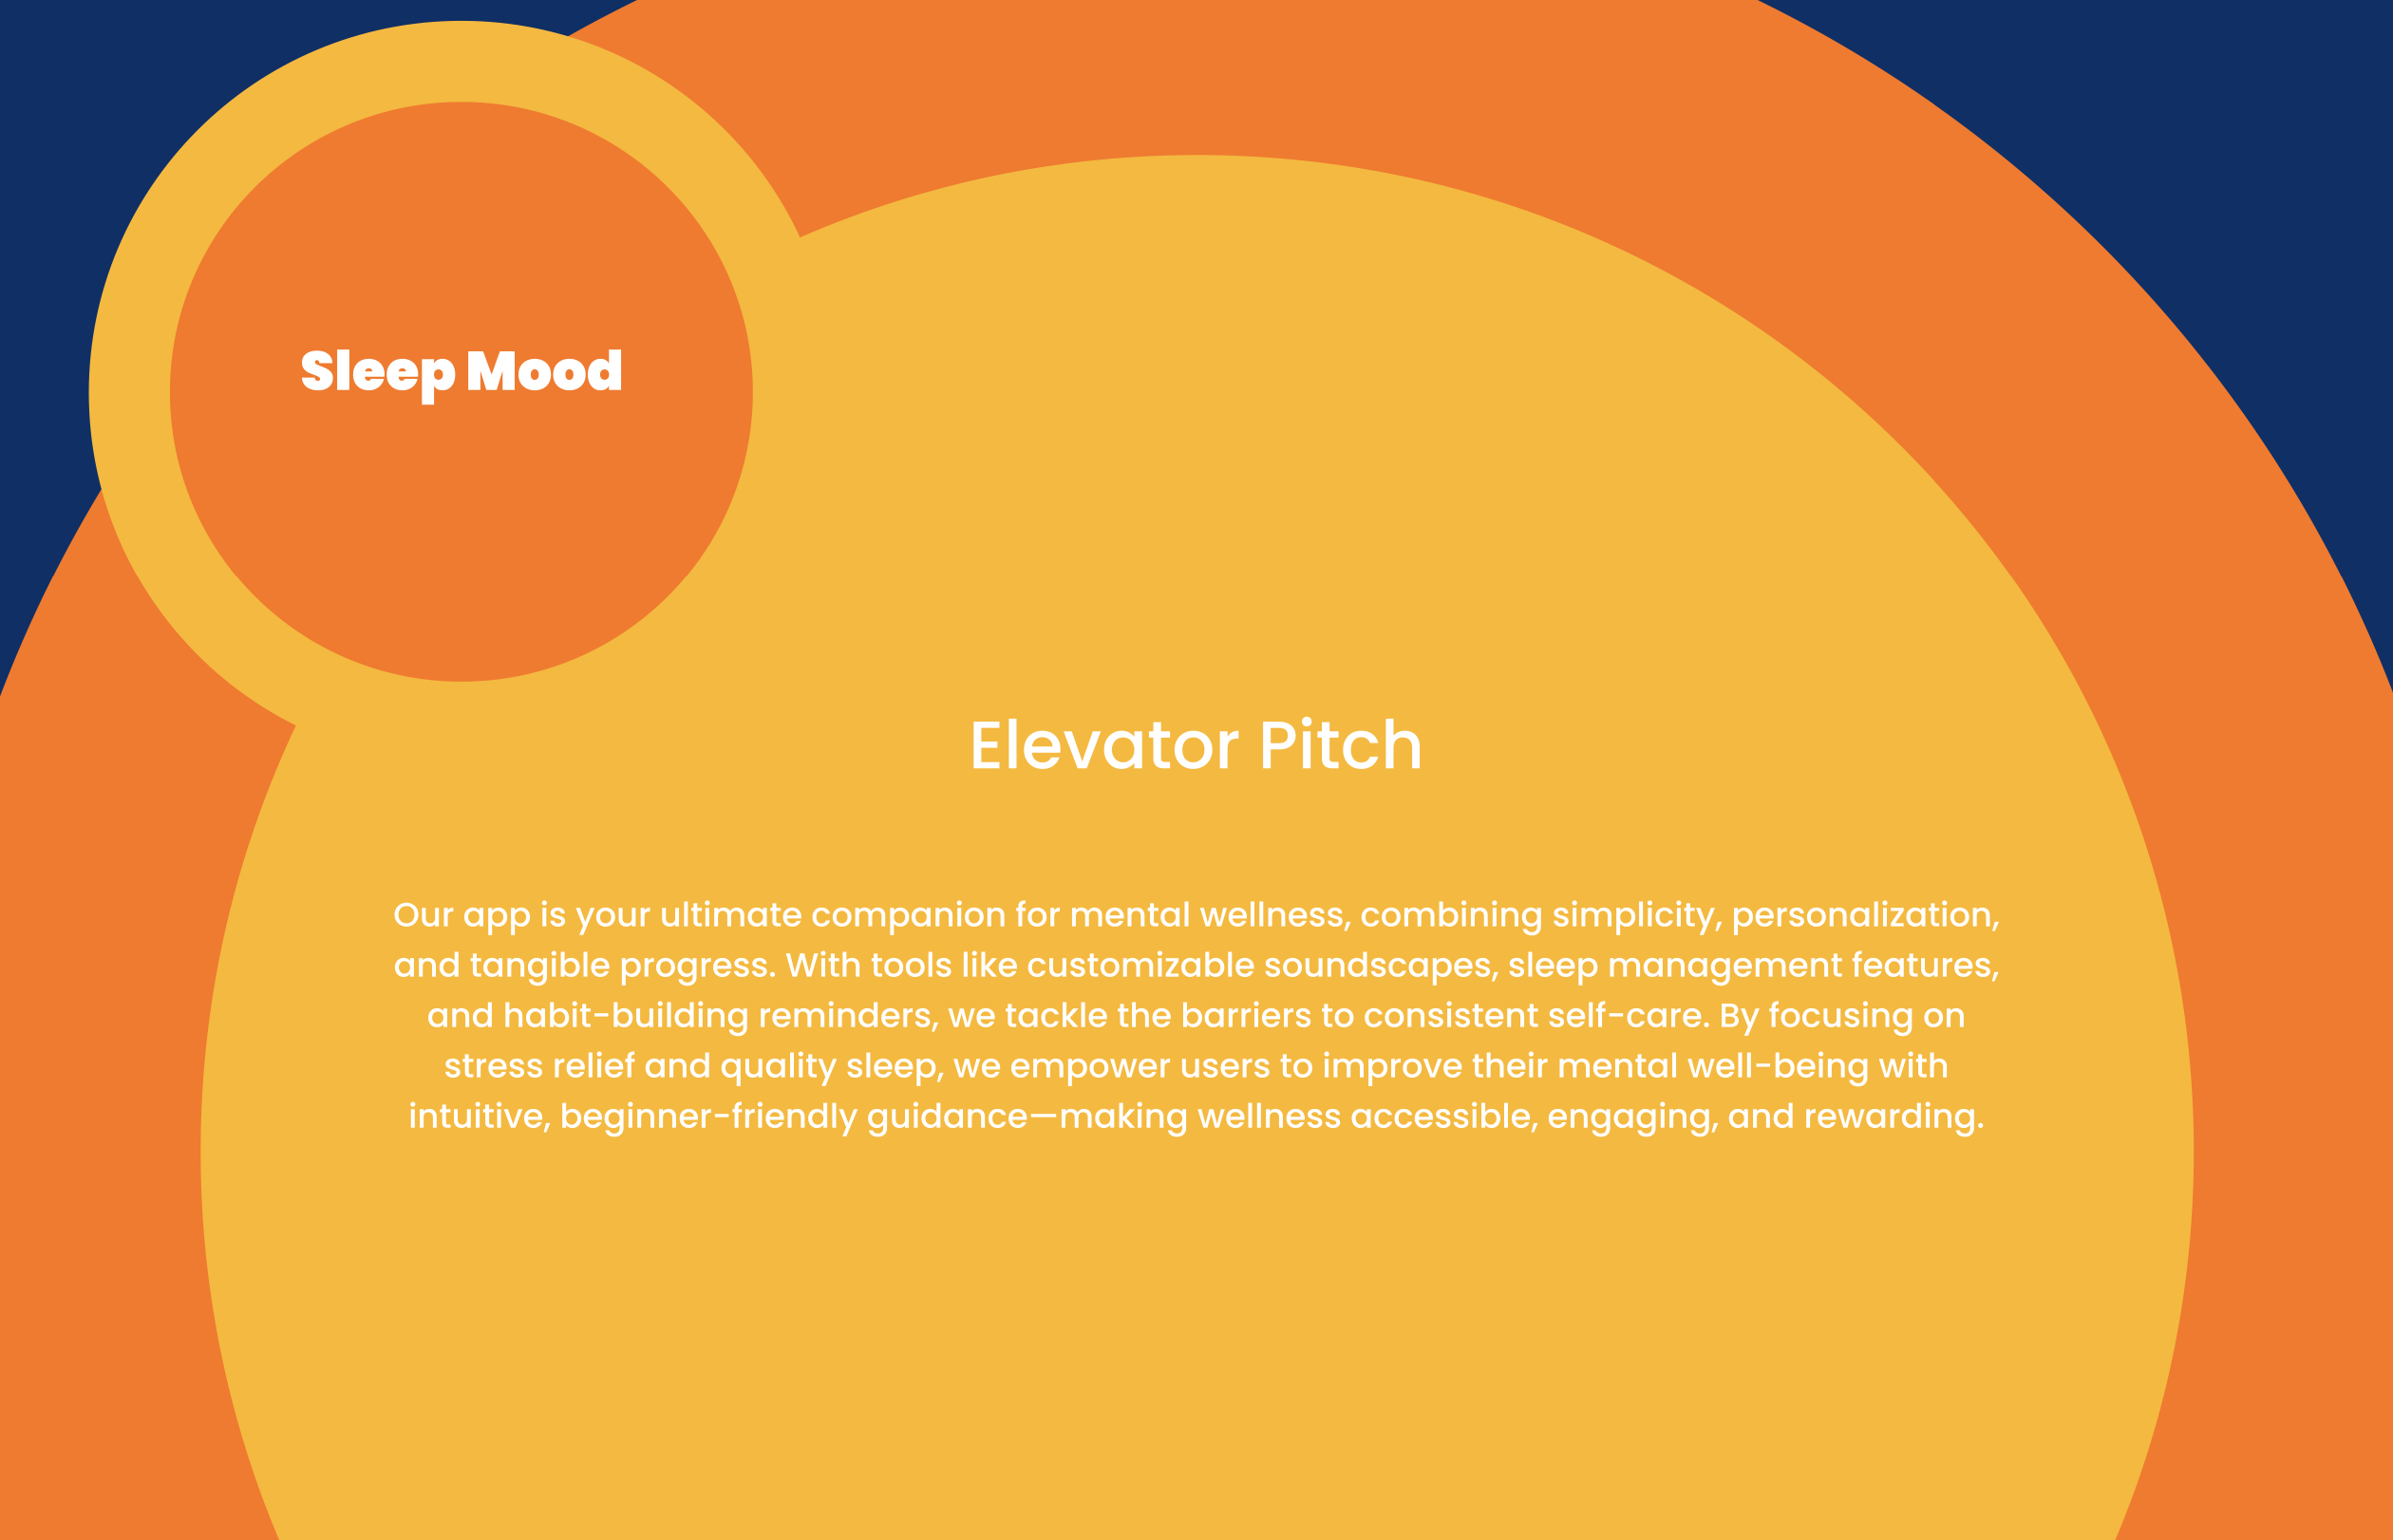 Sleep Mood
Elevator Pitch
Our app is your ultimate companion for mental wellness, combining simplicity, personalization,
and tangible progress. With tools like customizable soundscapes, sleep management features,
and habit-building reminders, we tackle the barriers to consistent self-care. By focusing on
stress relief and quality sleep, we empower users to improve their mental well-being with
intuitive, beginner-friendly guidance—making wellness accessible, engaging, and rewarding.